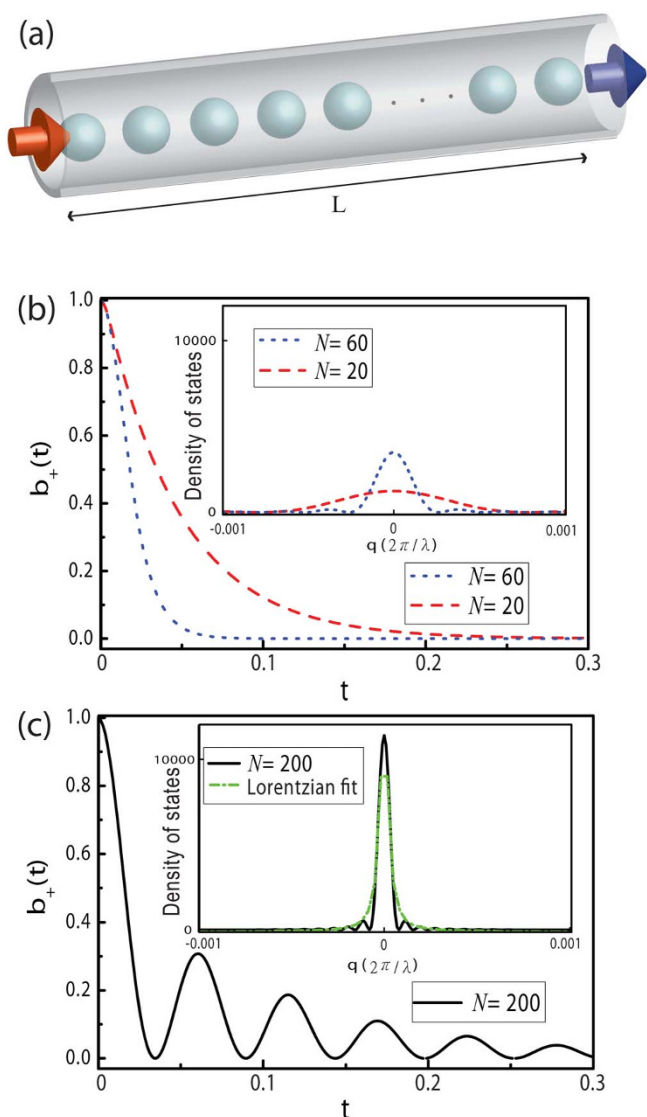 (a)
L
(b)
1.0
0.8
0.6
0.4
0.2
0.0
b₊(t)
0
0.1
0.2
0.3
t
10000
0
Density of states
N= 60
N= 20
-0.001
0
0.001
q (2π/λ)
N= 60
N= 20
(c)
1.0
0.8
0.6
0.4
0.2
0.0
b₊(t)
0
0.1
0.2
0.3
t
10000
0
Density of states
N= 200
Lorentzian fit
-0.001
0
0.001
q (2π/λ)
N= 200